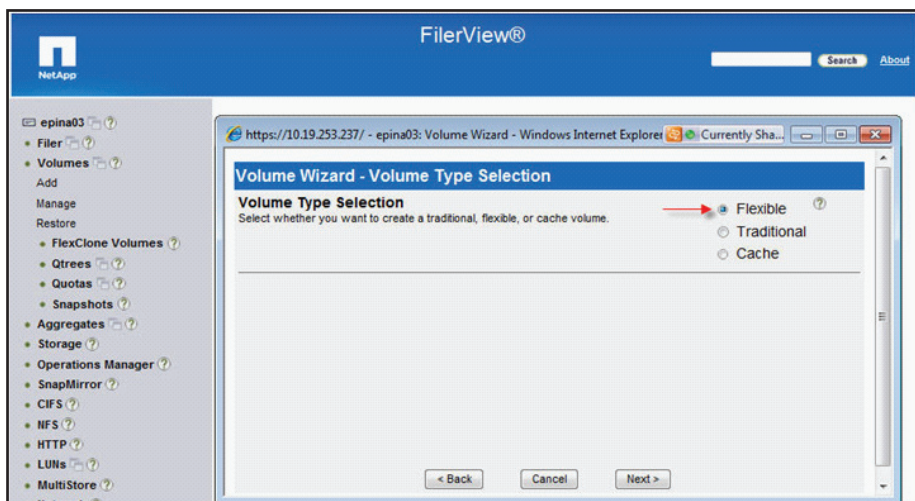 FilerView®
NetApp
Search About
epina03
Filer
Volumes
Add
Manage
Restore
FlexClone Volumes
Qtrees
Quotas
Snapshots
Aggregates
Storage
Operations Manager
SnapMirror
CIFS
NFS
HTTP
LUNs
MultiStore
https://10.19.253.237/ - epina03: Volume Wizard - Windows Internet Explorer Currently Sha...
Volume Wizard - Volume Type Selection
Volume Type Selection
Select whether you want to create a traditional, flexible, or cache volume.
Flexible
Traditional
Cache
< Back Cancel Next >